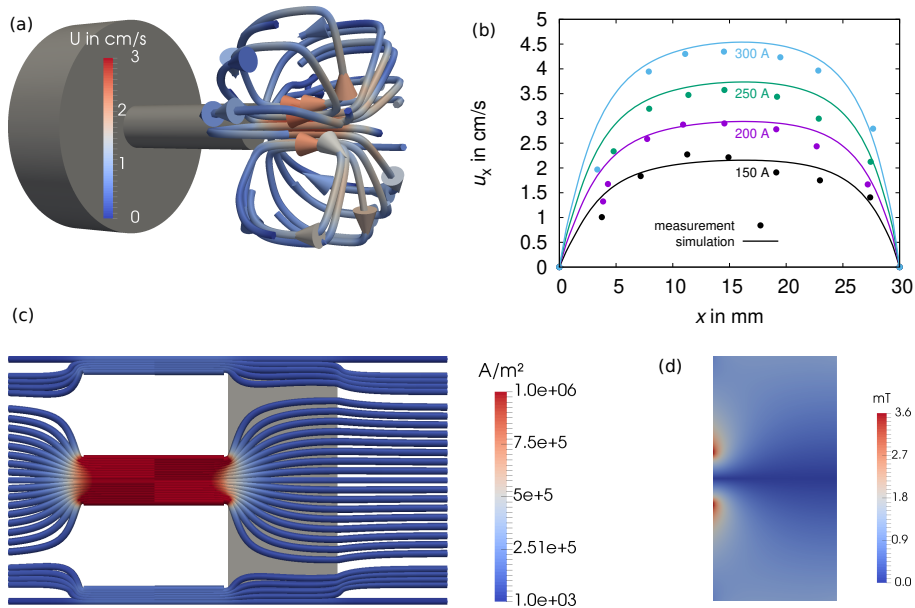 (a)
U in cm/s
3
2
1
0
(b)
5
4.5
4
3.5
3
2.5
2
1.5
1
0.5
0
uₓ in cm/s
300 A
250 A
200 A
150 A
measurement
simulation
0 5 10 15 20 25 30
x in mm
(c)
A/m²
1.0e+06
7.5e+5
5e+5
2.51e+5
1.0e+03
(d)
mT
3.6
2.7
1.8
0.9
0.0